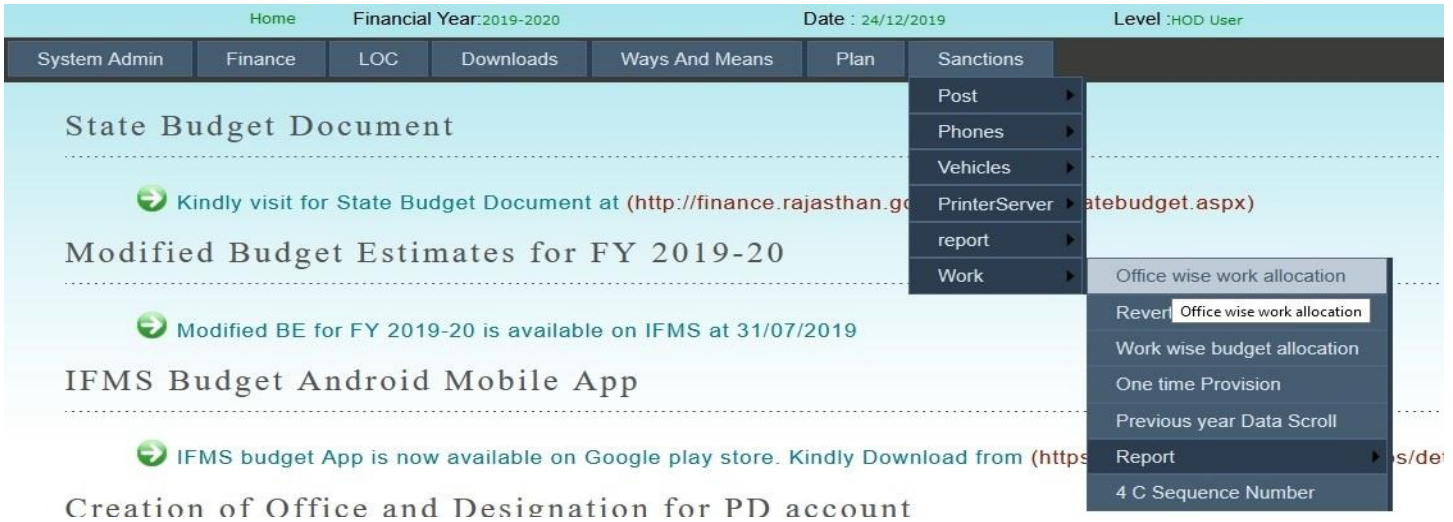 Home Financial Year:2019-2020 Date : 24/12/2019 Level :HOD User
System Admin Finance LOC Downloads Ways And Means Plan Sanctions
Post
State Budget Document
Phones
Vehicles
Kindly visit for State Budget Document at (http://finance.rajasthan.go
PrinterServer
atebudget.aspx)
report
Modified Budget Estimates for FY 2019-20
Work
Office wise work allocation
Revert
Office wise work allocation
Modified BE for FY 2019-20 is available on IFMS at 31/07/2019
Work wise budget allocation
IFMS Budget Android Mobile App
One time Provision
Previous year Data Scroll
IFMS budget App is now available on Google play store. Kindly Download from (https
Report
s/det
4 C Sequence Number
Creation of Office and Designation for PD account